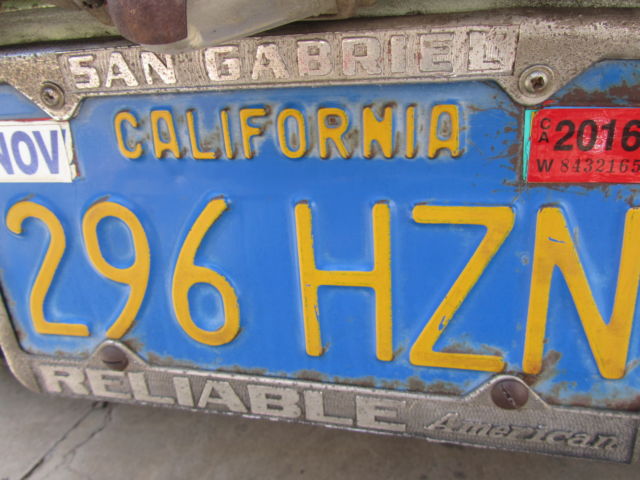 SAN GABRIEL
NOV
CALIFORNIA
CA 2016
W 8432165
296 HZN
RELIABLE American